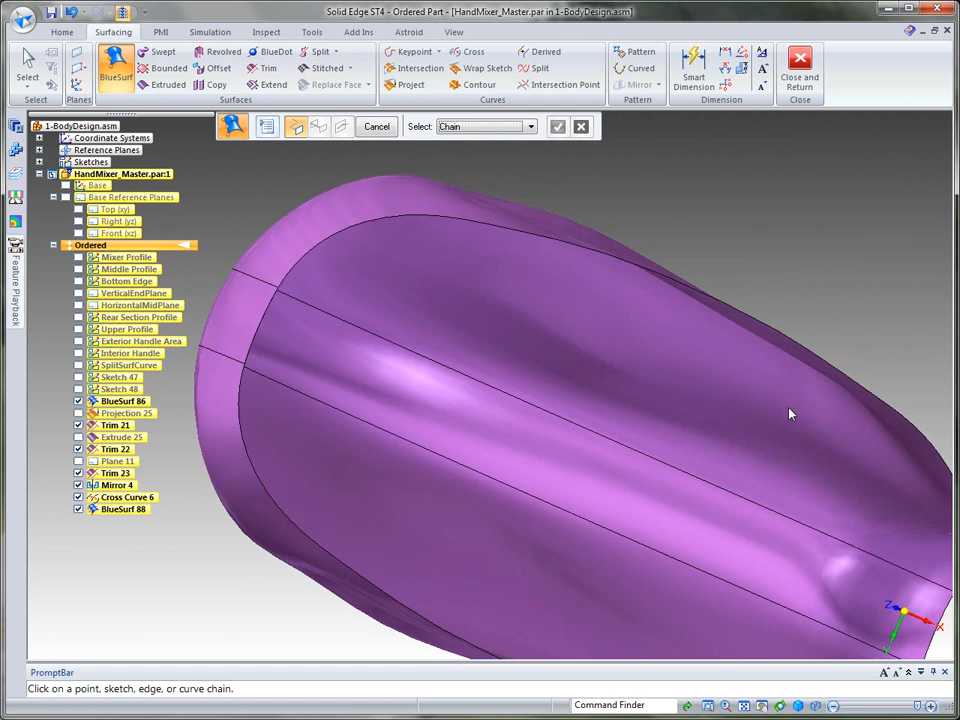 Solid Edge ST4 - Ordered Part - [HandMixer_Master.par in 1-BodyDesign.asm]
Home Surfacing PMI Simulation Inspect Tools Add Ins Astroid View
Select
Select
Planes
BlueSurf
Swept Revolved BlueDot Split
Bounded Offset Trim Stitched
Extruded Copy Extend Replace Face
Surfaces
Keypoint Cross Derived
Intersection Wrap Sketch Split
Project Contour Intersection Point
Curves
Pattern
Curved
Mirror
Pattern
Smart Dimension
Dimension
Close and Return
Close
Cancel Select: Chain
1-BodyDesign.asm
Coordinate Systems
Reference Planes
Sketches
HandMixer_Master.par:1
Base
Base Reference Planes
Top (xy)
Right (yz)
Front (xz)
Ordered
Mixer Profile
Middle Profile
Bottom Edge
VerticalEndPlane
HorizontalMidPlane
Rear Section Profile
Upper Profile
Exterior Handle Area
Interior Handle
SplitSurfCurve
Sketch 47
Sketch 48
BlueSurf 86
Projection 25
Trim 21
Extrude 25
Trim 22
Plane 11
Trim 23
Mirror 4
Cross Curve 6
BlueSurf 88
Feature Playback
Z
X
Y
PromptBar
Click on a point, sketch, edge, or curve chain.
Command Finder